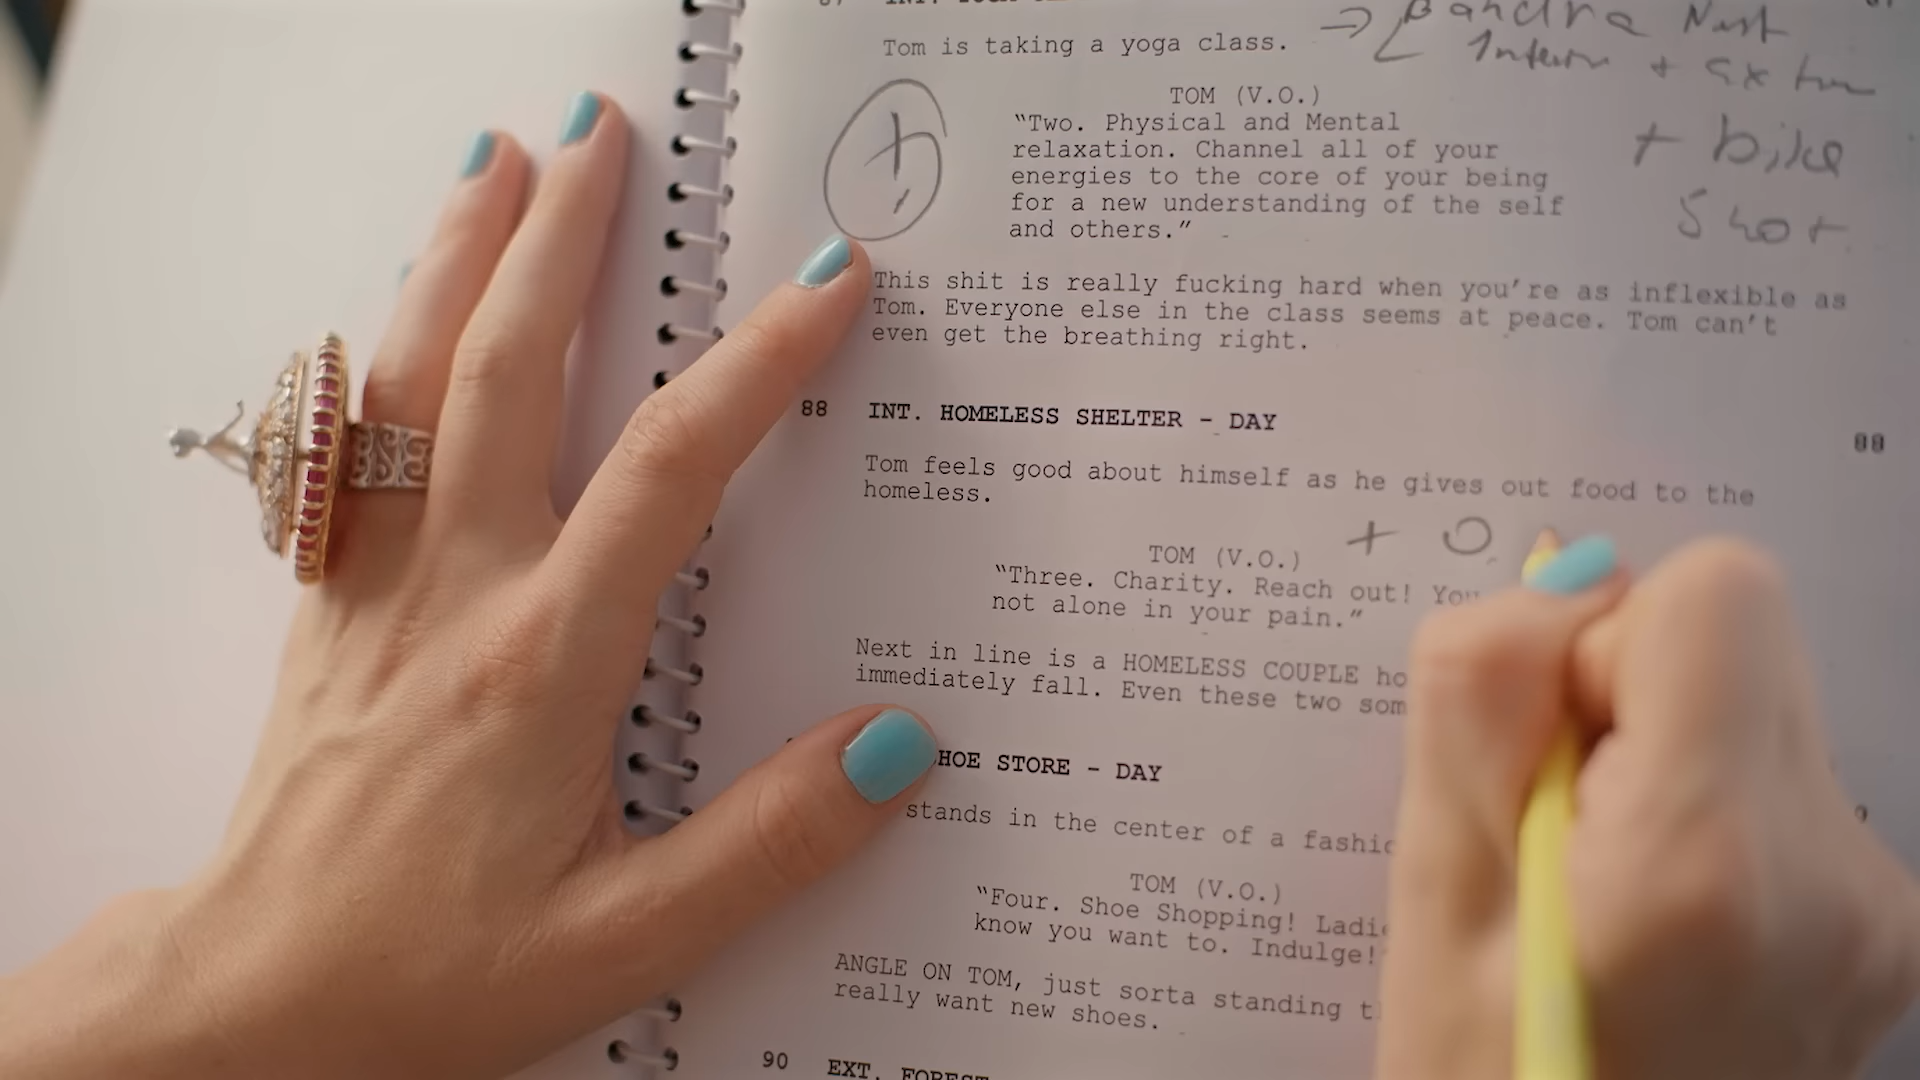 Tom is taking a yoga class.
TOM (V.O.)
"Two. Physical and Mental
relaxation. Channel all of your
energies to the core of your being
for a new understanding of the self
and others."
+ bike
Shot
This shit is really fucking hard when you're as inflexible as
Tom. Everyone else in the class seems at peace. Tom can't
even get the breathing right.
88 INT. HOMELESS SHELTER - DAY 88
Tom feels good about himself as he gives out food to the
homeless.
+ O
TOM (V.O.)
"Three. Charity. Reach out! You
not alone in your pain."
Next in line is a HOMELESS COUPLE ho
immediately fall. Even these two som
HOE STORE - DAY
stands in the center of a fashio
TOM (V.O.)
"Four. Shoe Shopping! Ladie
know you want to. Indulge!
ANGLE ON TOM, just sorta standing t
really want new shoes.
90 EXT. FOREST